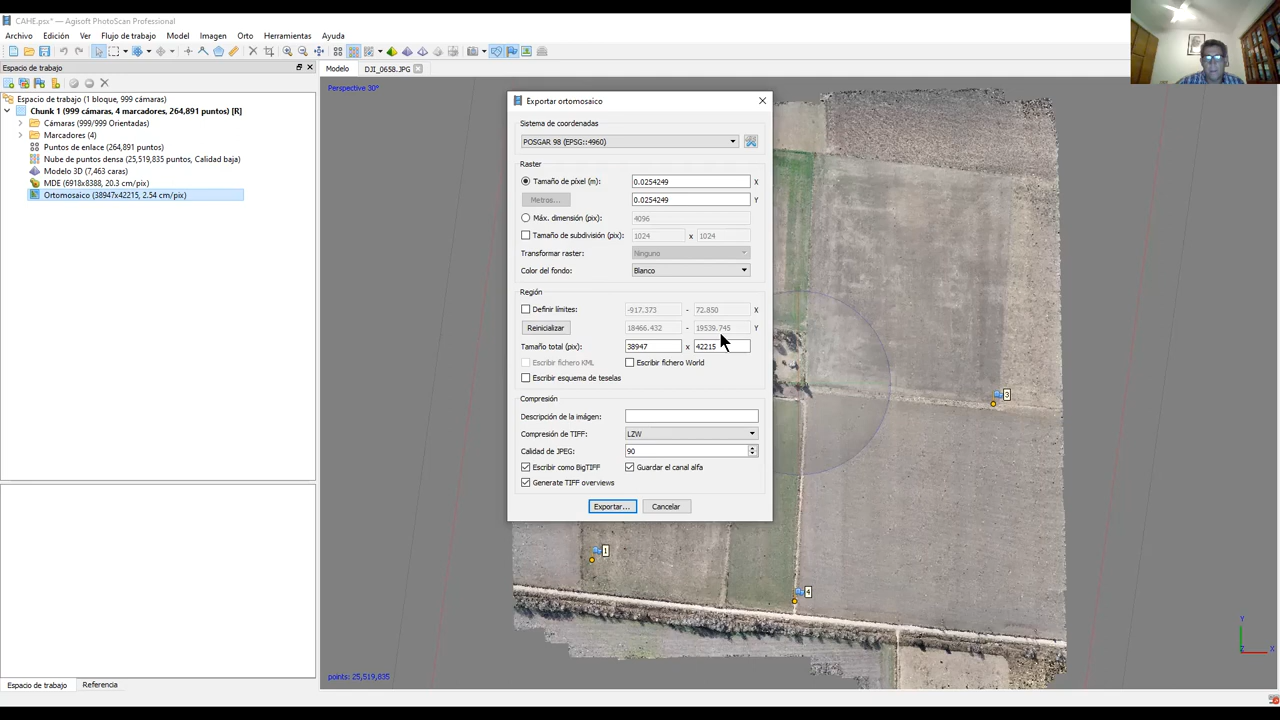 CAHE.psx* — Agisoft PhotoScan Professional
Archivo Edición Ver Flujo de trabajo Model Imagen Orto Herramientas Ayuda
Espacio de trabajo
Modelo DJI_0658.JPG
Perspective 30°
Espacio de trabajo (1 bloque, 999 cámaras)
Chunk 1 (999 cámaras, 4 marcadores, 264,891 puntos) [R]
Cámaras (999/999 Orientadas)
Marcadores (4)
Puntos de enlace (264,891 puntos)
Nube de puntos densa (25,519,835 puntos, Calidad baja)
Modelo 3D (7,463 caras)
MDE (6918x8388, 20.3 cm/pix)
Ortomosaico (38947x42215, 2.54 cm/pix)
Exportar ortomosaico
Sistema de coordenadas
POSGAR 98 (EPSG::4960)
Raster
Tamaño de píxel (m): 0.0254249 X
Metros... 0.0254249 Y
Máx. dimensión (pix): 4096
Tamaño de subdivisión (pix): 1024 x 1024
Transformar raster: Ninguno
Color del fondo: Blanco
Región
Definir límites: -917.373 - 72.850 X
Reinicializar 18466.432 - 19539.745 Y
Tamaño total (pix): 38947 x 42215
Escribir fichero KML Escribir fichero World
Escribir esquema de teselas
Compresión
Descripción de la imágen:
Compresión de TIFF: LZW
Calidad de JPEG: 90
Escribir como BigTIFF Guardar el canal alfa
Generate TIFF overviews
Exportar... Cancelar
3
1
4
Y
Z X
points: 25,519,835
Espacio de trabajo Referencia